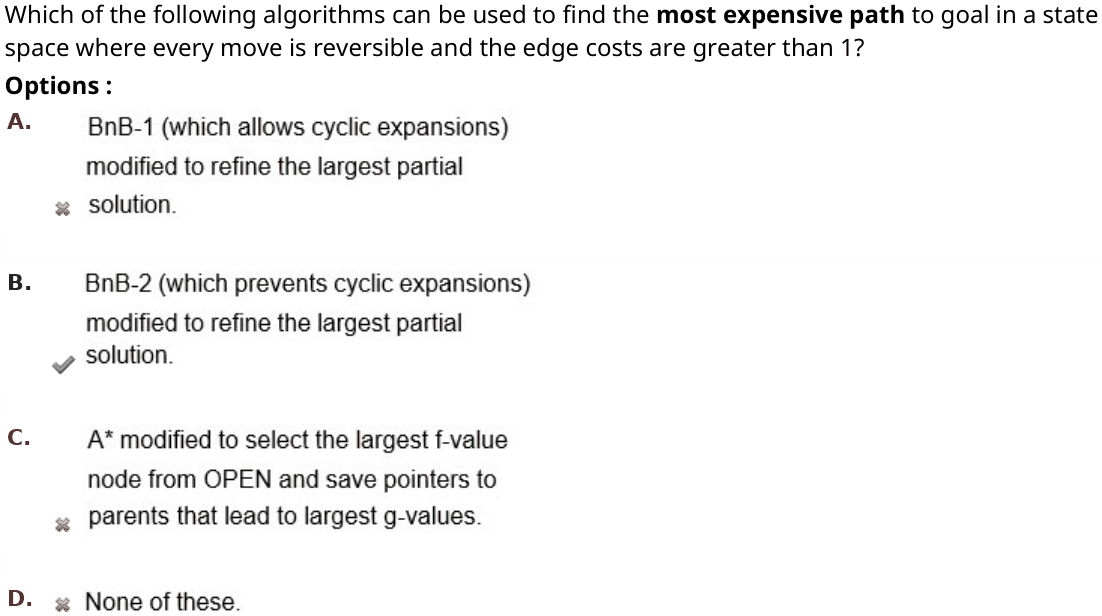 Which of the following algorithms can be used to find the most expensive path to goal in a state
space where every move is reversible and the edge costs are greater than 1?
Options :
A. BnB-1 (which allows cyclic expansions)
modified to refine the largest partial
solution.
B. BnB-2 (which prevents cyclic expansions)
modified to refine the largest partial
solution.
C. A* modified to select the largest f-value
node from OPEN and save pointers to
parents that lead to largest g-values.
D. None of these.